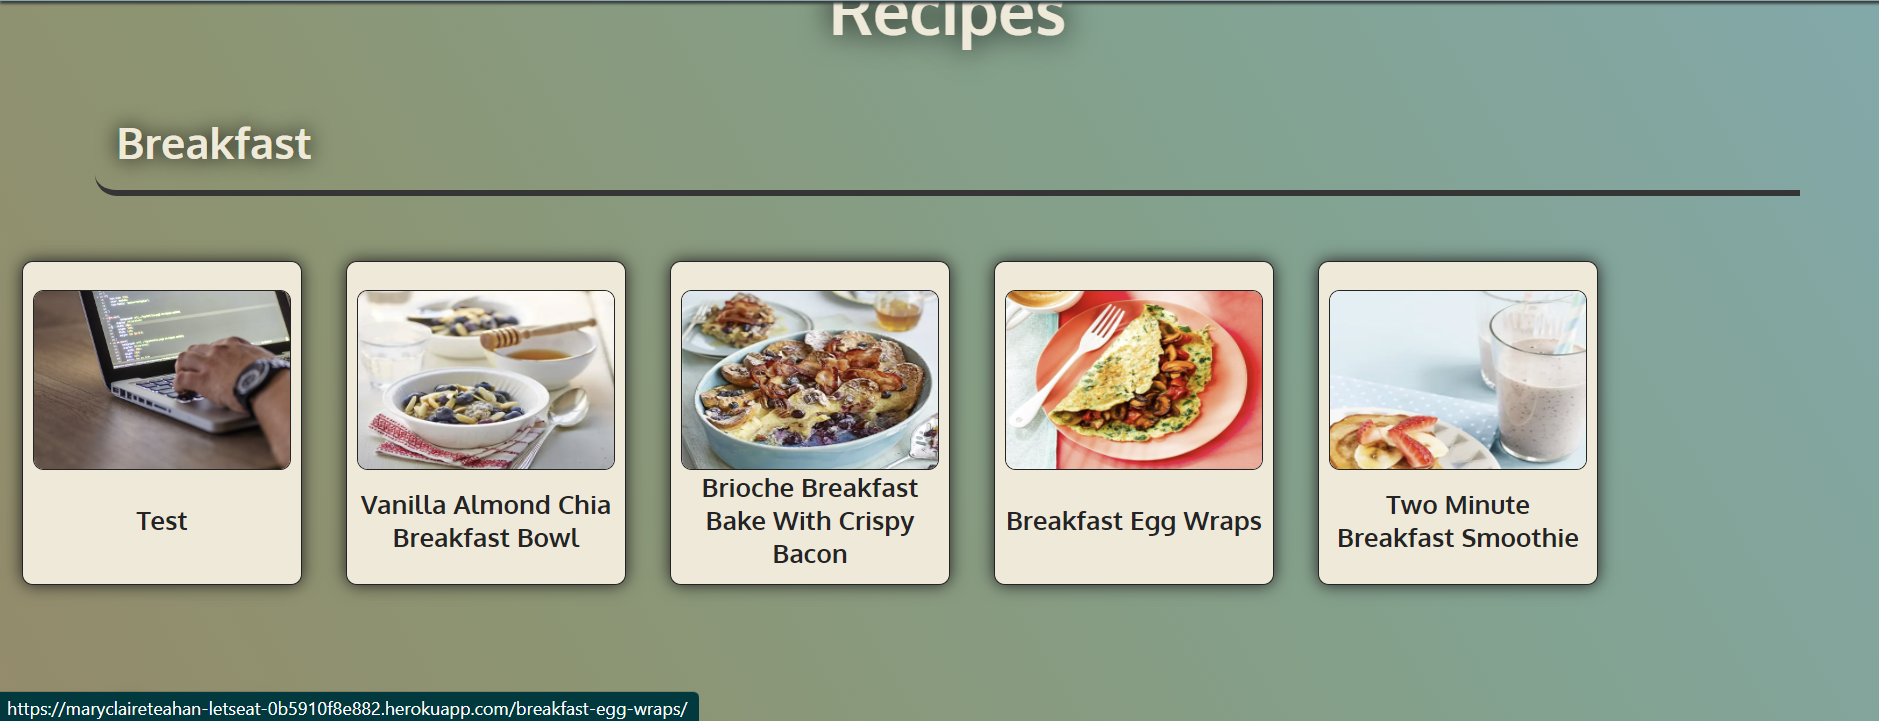 Recipes
Breakfast
Test
Vanilla Almond Chia
Breakfast Bowl
Brioche Breakfast
Bake With Crispy
Bacon
Breakfast Egg Wraps
Two Minute
Breakfast Smoothie
https://maryclaireteahan-letseat-0b5910f8e882.herokuapp.com/breakfast-egg-wraps/